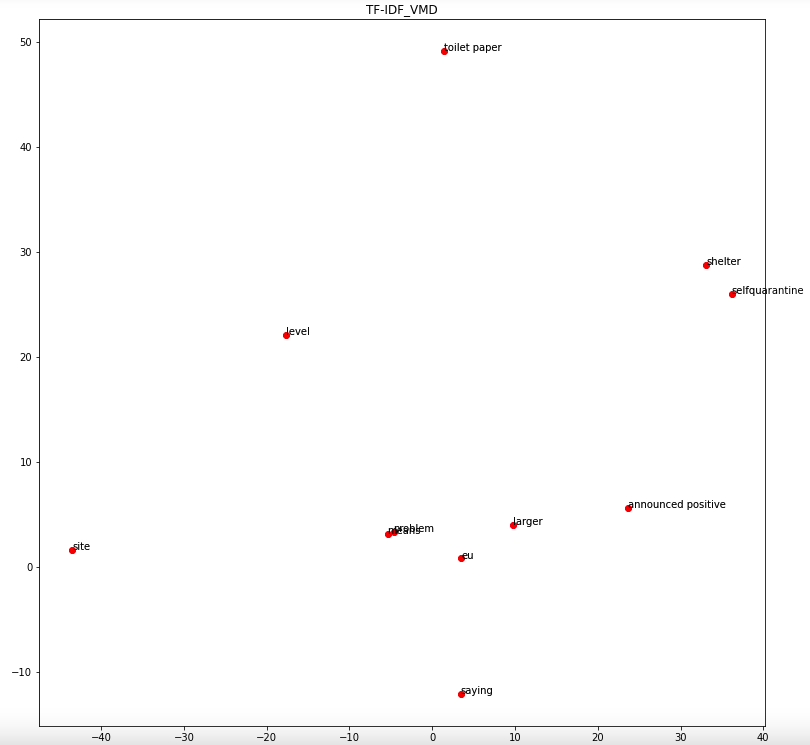 TF-IDF_VMD
50
toilet paper
40
30
shelter
selfquarantine
level
20
10
announced positive
larger
problem
means
site
eu
0
saying
−10
−40
−30
−20
−10
0
10
20
30
40